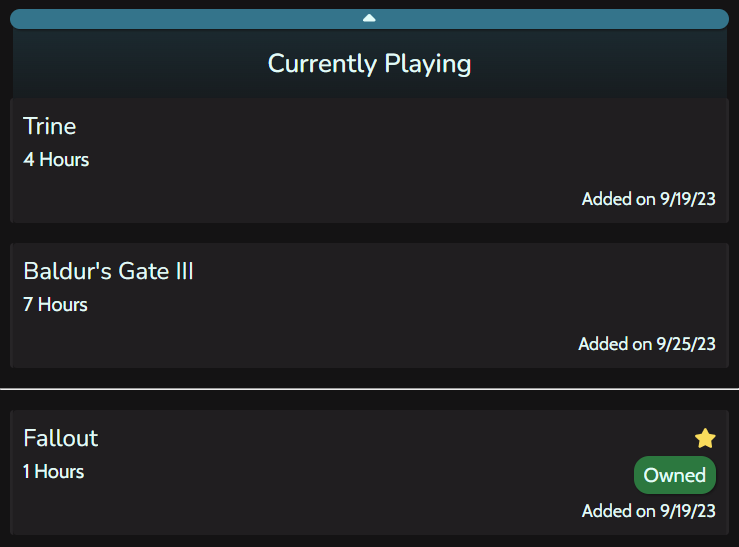 Currently Playing
Trine
4 Hours
Added on 9/19/23
Baldur's Gate III
7 Hours
Added on 9/25/23
Fallout
1 Hours
Owned
Added on 9/19/23